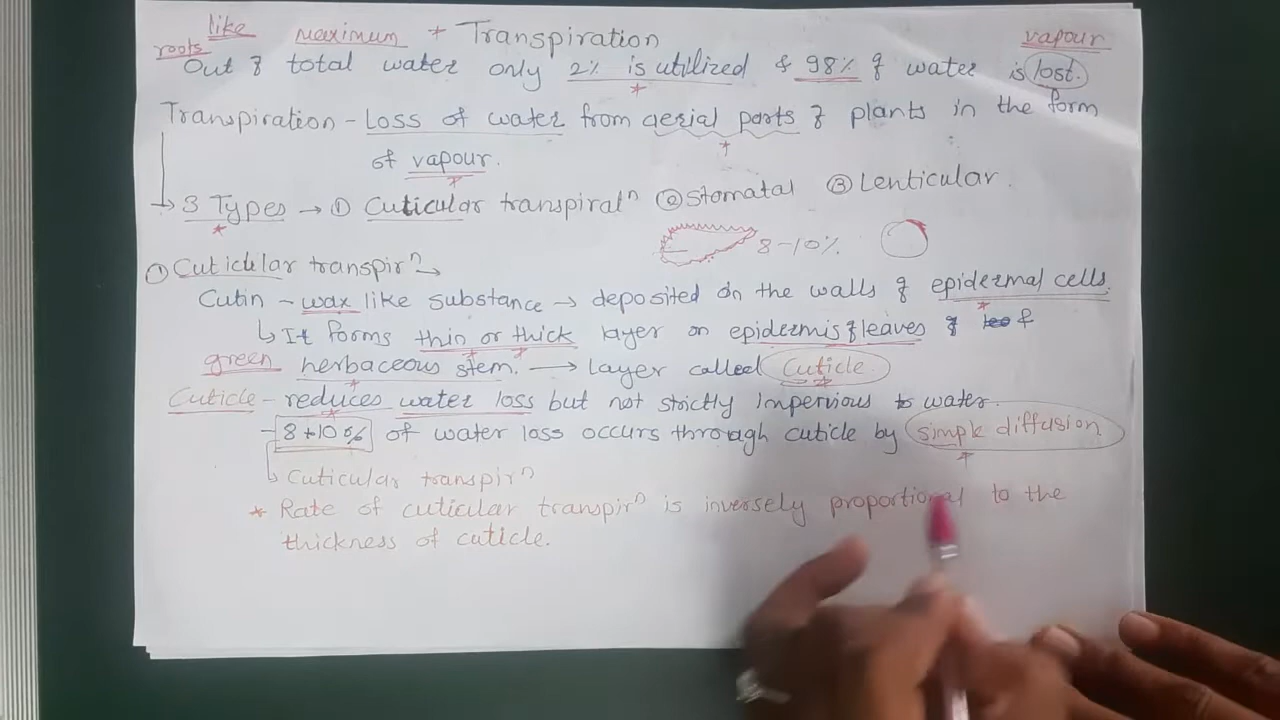 like maximum * Transpiration vapour
roots
Out of total water only 2% is utilized & 98% of water is lost.
Transpiration - Loss of water from aerial parts of plants in the form
of vapour.
→ 3 Types → ① Cuticular transpiratⁿ ② Stomatal ③ Lenticular.
8-10%
① Cuticular transpirⁿ →
Cutin - wax like substance → deposited on the walls of epidermal cells.
↳ It forms thin or thick layer on epidermis of leaves of
green herbaceous stem. → layer called Cuticle
Cuticle - reduces water loss but not strictly impervious to water.
- 8 to 10% of water loss occurs through cuticle by simple diffusion
↳ Cuticular transpirⁿ
* Rate of cuticular transpirⁿ is inversely proportional to the
thickness of cuticle.